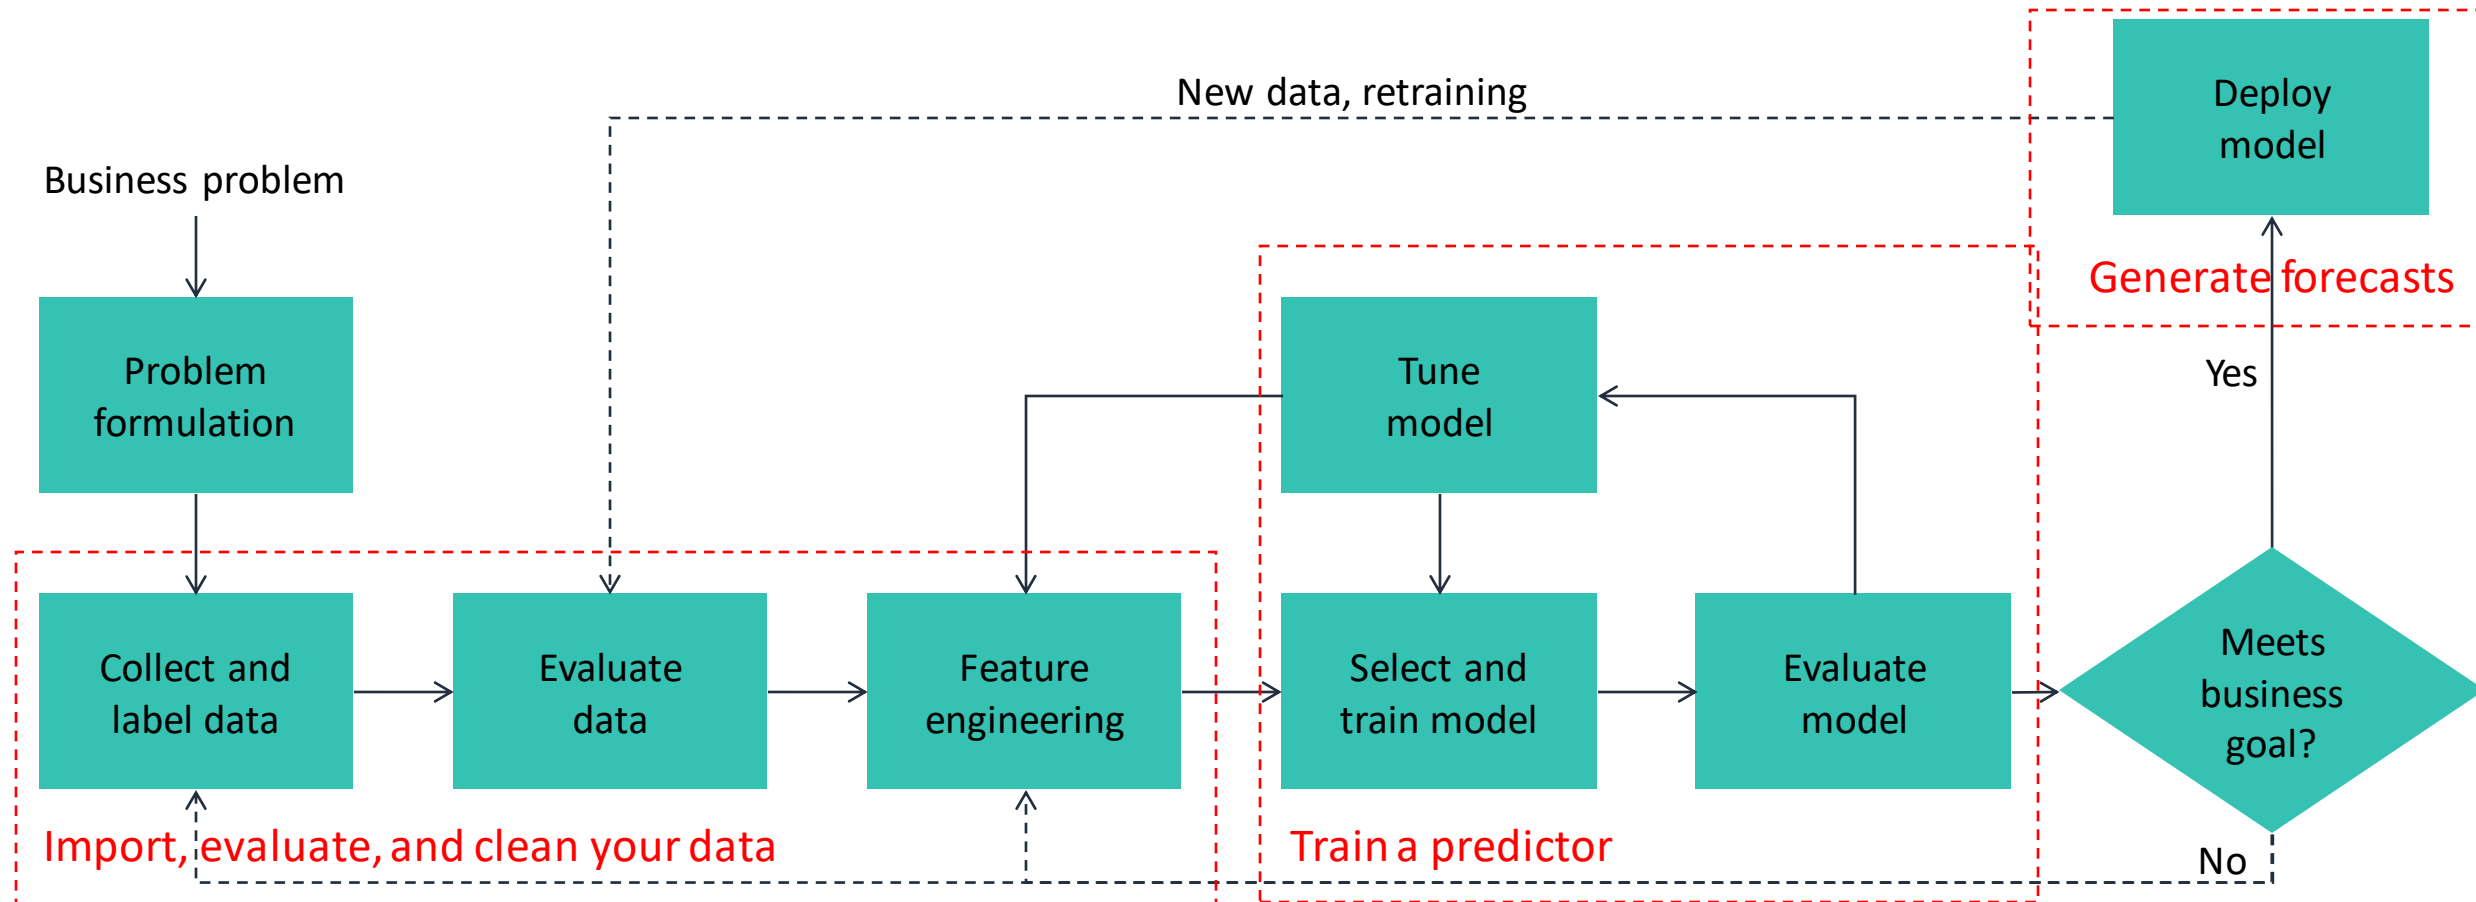 New data, retraining
Deploy
model
Business problem
Generate forecasts
Problem
formulation
Tune
model
Yes
Collect and
label data
Evaluate
data
Feature
engineering
Select and
train model
Evaluate
model
Meets
business
goal?
Import, evaluate, and clean your data
Train a predictor
No